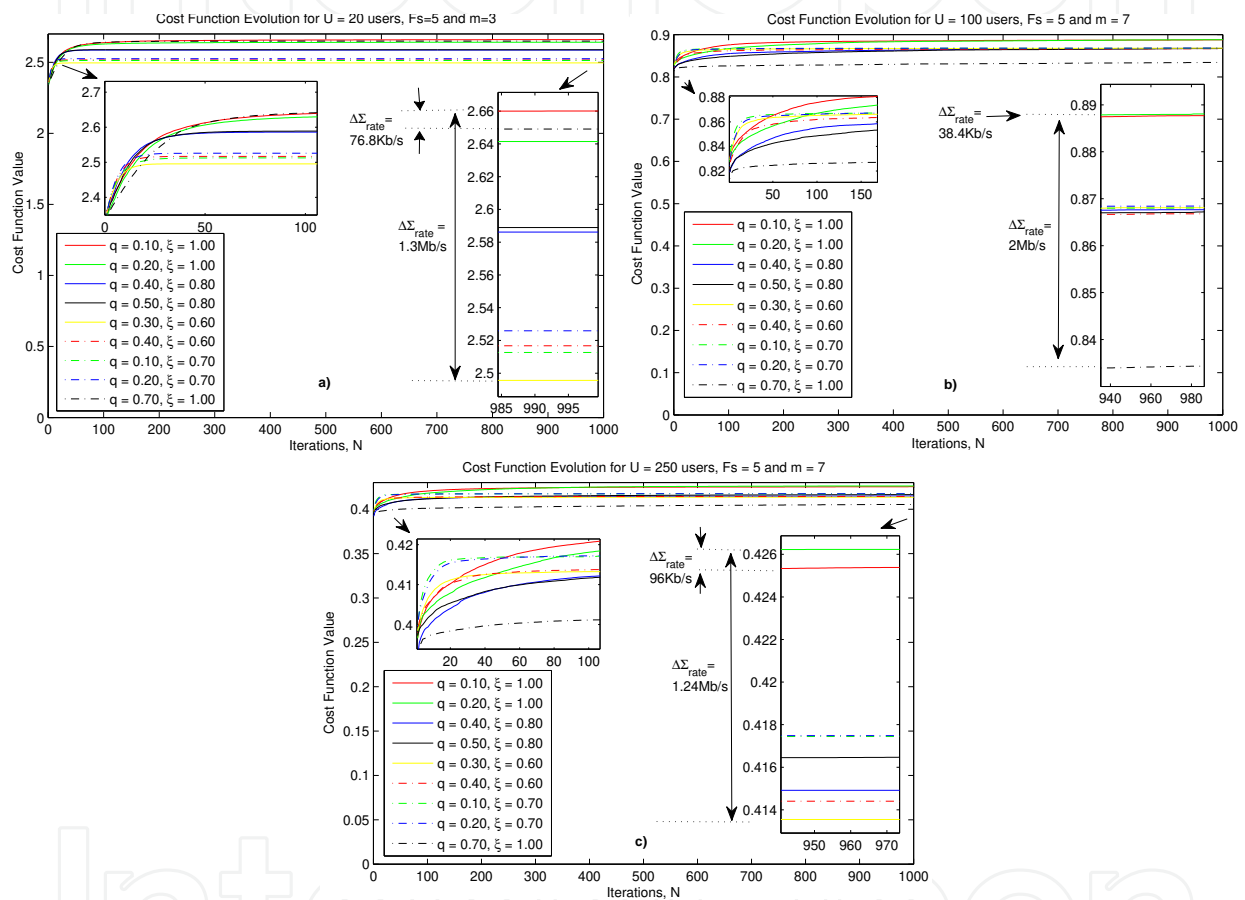 Cost Function Evolution for U = 20 users, Fs=5 and m=3
Cost Function Value
0
0.5
1
1.5
2
2.5
0 100 200 300 400 500 600 700 800 900 1000
Iterations, N
2.4
2.5
2.6
2.7
0 50 100
ΔΣrate=
76.8Kb/s
ΔΣrate=
1.3Mb/s
2.66
2.64
2.62
2.6
2.58
2.56
2.54
2.52
2.5
985 990 995
q = 0.10, ξ = 1.00
q = 0.20, ξ = 1.00
q = 0.40, ξ = 0.80
q = 0.50, ξ = 0.80
q = 0.30, ξ = 0.60
q = 0.40, ξ = 0.60
q = 0.10, ξ = 0.70
q = 0.20, ξ = 0.70
q = 0.70, ξ = 1.00
a)
Cost Function Evolution for U = 100 users, Fs = 5 and m = 7
Cost Function Value
0.9
0.8
0.7
0.6
0.5
0.4
0.3
0.2
0.1
0
0 100 200 300 400 500 600 700 800 900 1000
Iterations, N
0.88
0.86
0.84
0.82
50 100 150
ΔΣrate=
38.4Kb/s
ΔΣrate=
2Mb/s
0.89
0.88
0.87
0.86
0.85
0.84
940 960 980
q = 0.10, ξ = 1.00
q = 0.20, ξ = 1.00
q = 0.40, ξ = 0.80
q = 0.50, ξ = 0.80
q = 0.30, ξ = 0.60
q = 0.40, ξ = 0.60
q = 0.10, ξ = 0.70
q = 0.20, ξ = 0.70
q = 0.70, ξ = 1.00
b)
Cost Function Evolution for U = 250 users, Fs = 5 and m = 7
Cost Function Value
0.4
0.35
0.3
0.25
0.2
0.15
0.1
0.05
0
0 100 200 300 400 500 600 700 800 900 1000
Iterations, N
0.42
0.41
0.4
20 40 60 80 100
ΔΣrate=
96Kb/s
ΔΣrate=
1.24Mb/s
0.426
0.424
0.422
0.42
0.418
0.416
0.414
950 960 970
q = 0.10, ξ = 1.00
q = 0.20, ξ = 1.00
q = 0.40, ξ = 0.80
q = 0.50, ξ = 0.80
q = 0.30, ξ = 0.60
q = 0.40, ξ = 0.60
q = 0.10, ξ = 0.70
q = 0.20, ξ = 0.70
q = 0.70, ξ = 1.00
c)